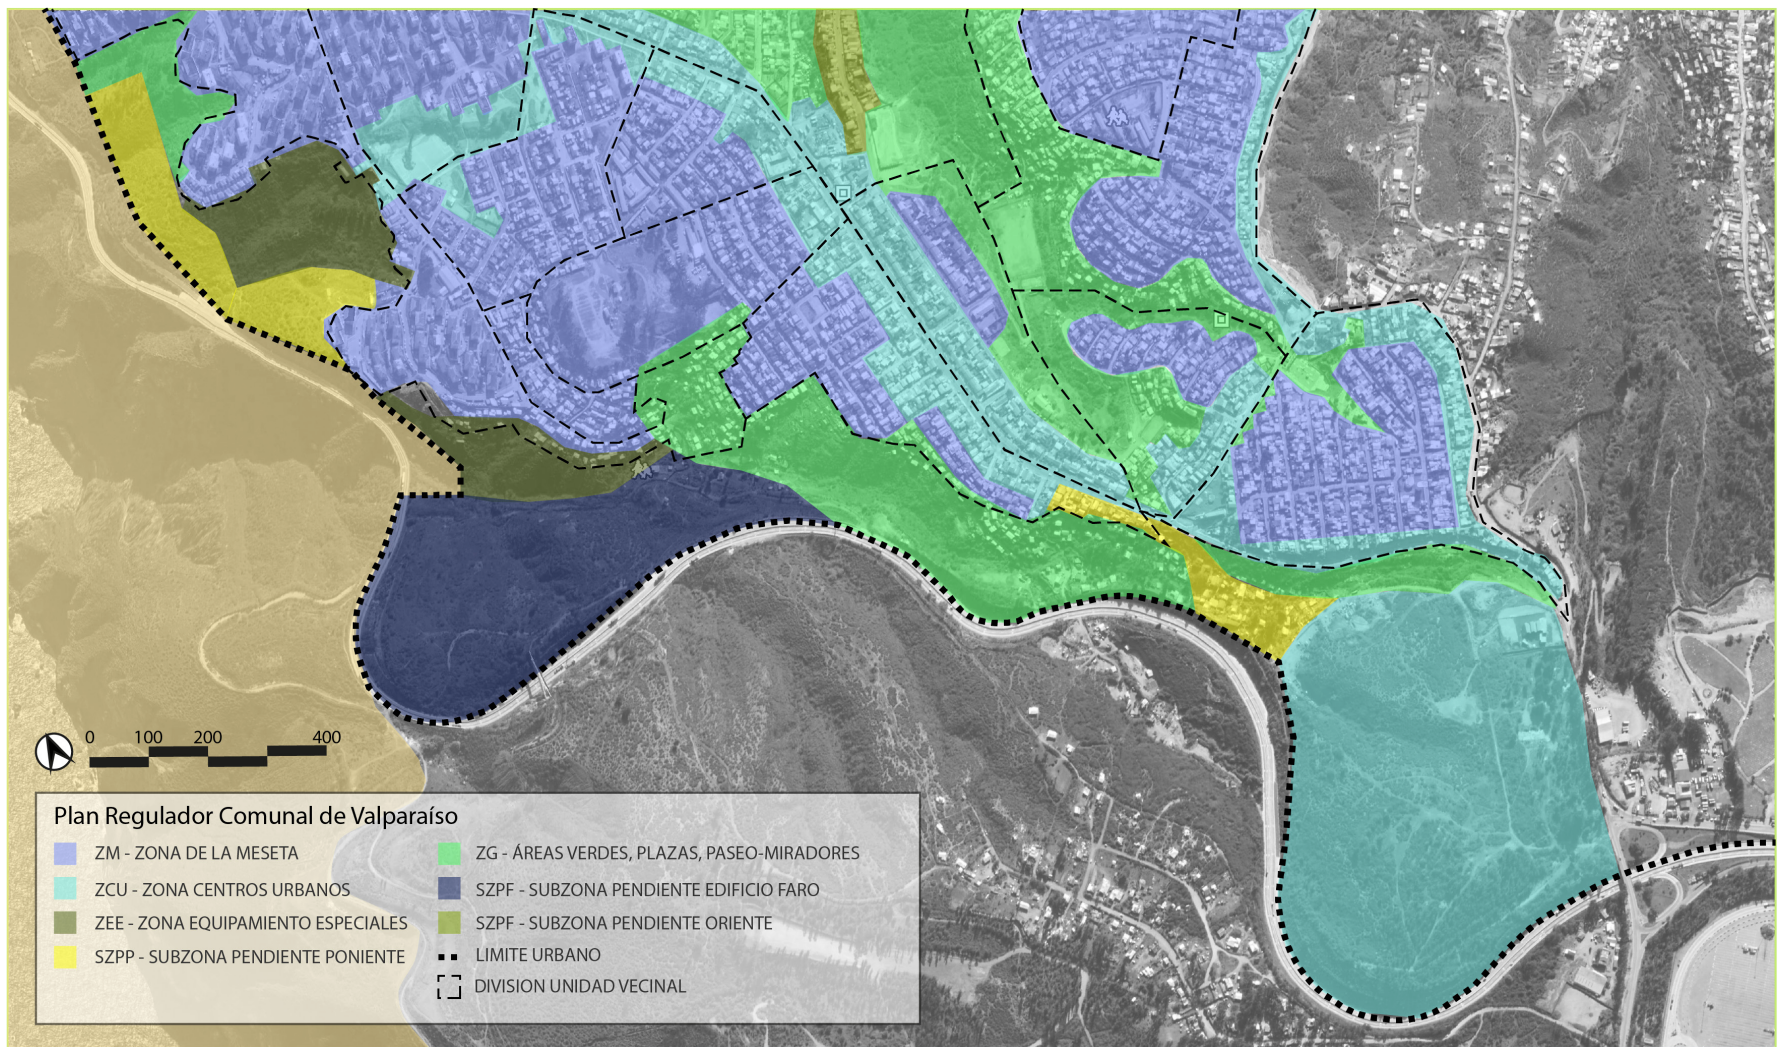 0 100 200 400
Plan Regulador Comunal de Valparaíso
ZM - ZONA DE LA MESETA
ZCU - ZONA CENTROS URBANOS
ZEE - ZONA EQUIPAMIENTO ESPECIALES
SZPP - SUBZONA PENDIENTE PONIENTE
ZG - ÁREAS VERDES, PLAZAS, PASEO-MIRADORES
SZPF - SUBZONA PENDIENTE EDIFICIO FARO
SZPF - SUBZONA PENDIENTE ORIENTE
LIMITE URBANO
DIVISION UNIDAD VECINAL